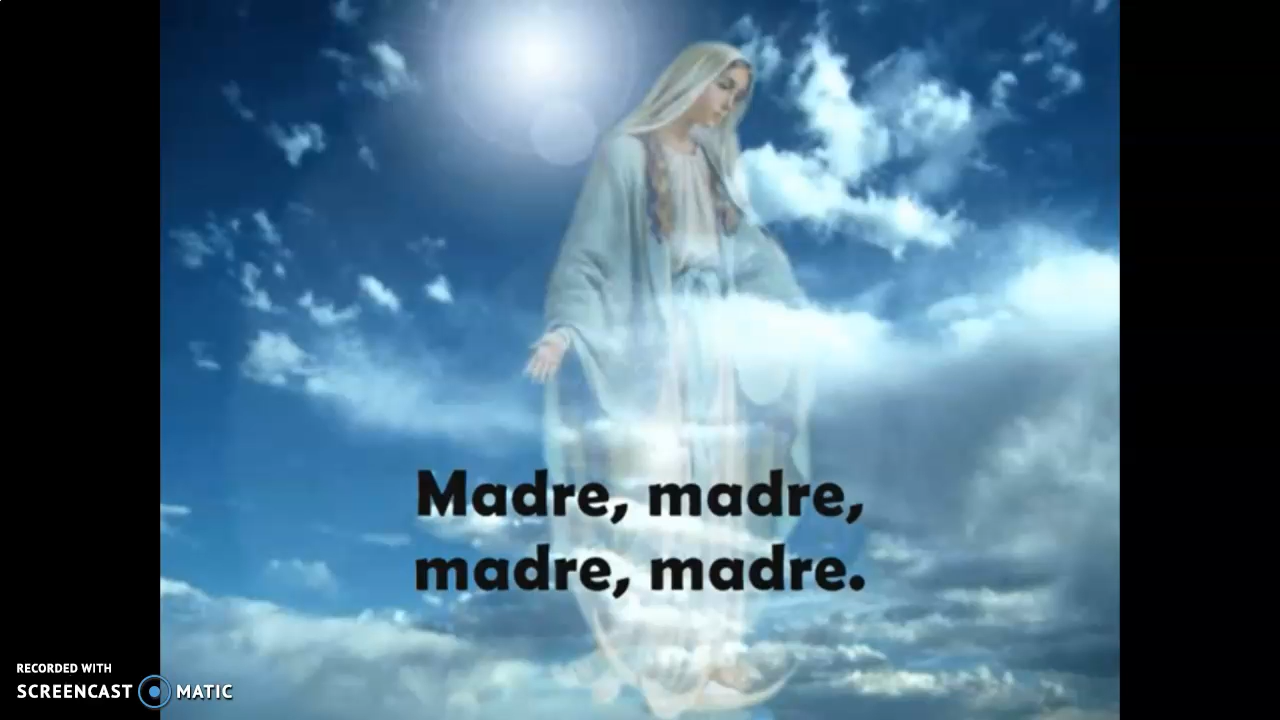 Madre, madre,
madre, madre.
RECORDED WITH
SCREENCAST MATIC